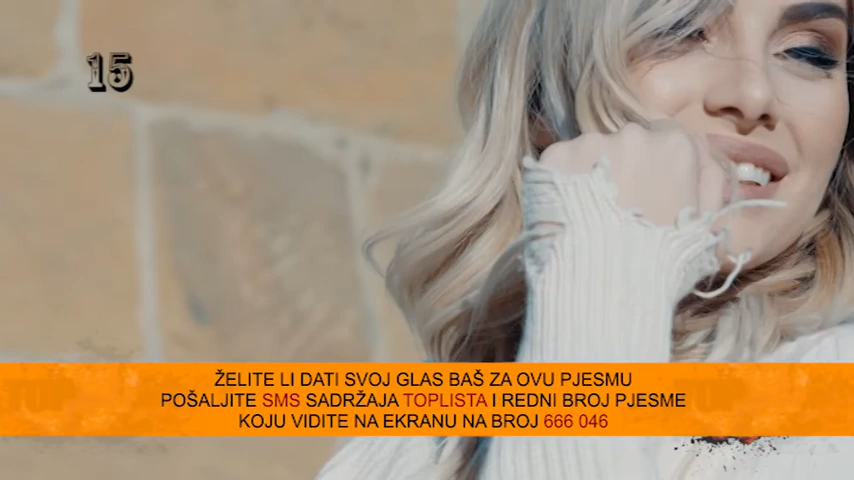 15
ŽELITE LI DATI SVOJ GLAS BAŠ ZA OVU PJESMU
POŠALJITE SMS SADRŽAJA TOPLISTA I REDNI BROJ PJESME
KOJU VIDITE NA EKRANU NA BROJ 666 046